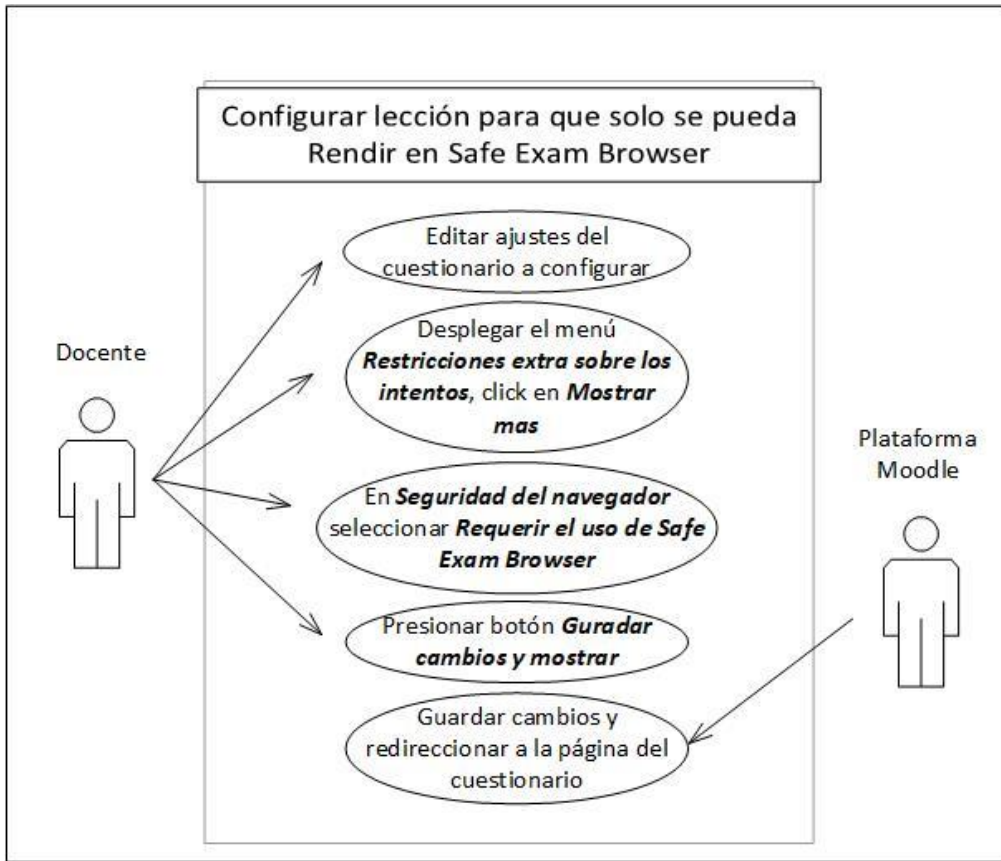 Configurar lección para que solo se pueda
Rendir en Safe Exam Browser
Editar ajustes del
cuestionario a configurar
Desplegar el menú
Restricciones extra sobre los
intentos, click en Mostrar
mas
Docente
En Seguridad del navegador
seleccionar Requerir el uso de Safe
Exam Browser
Plataforma
Moodle
Presionar botón Guradar
cambios y mostrar
Guardar cambios y
redireccionar a la página del
cuestionario